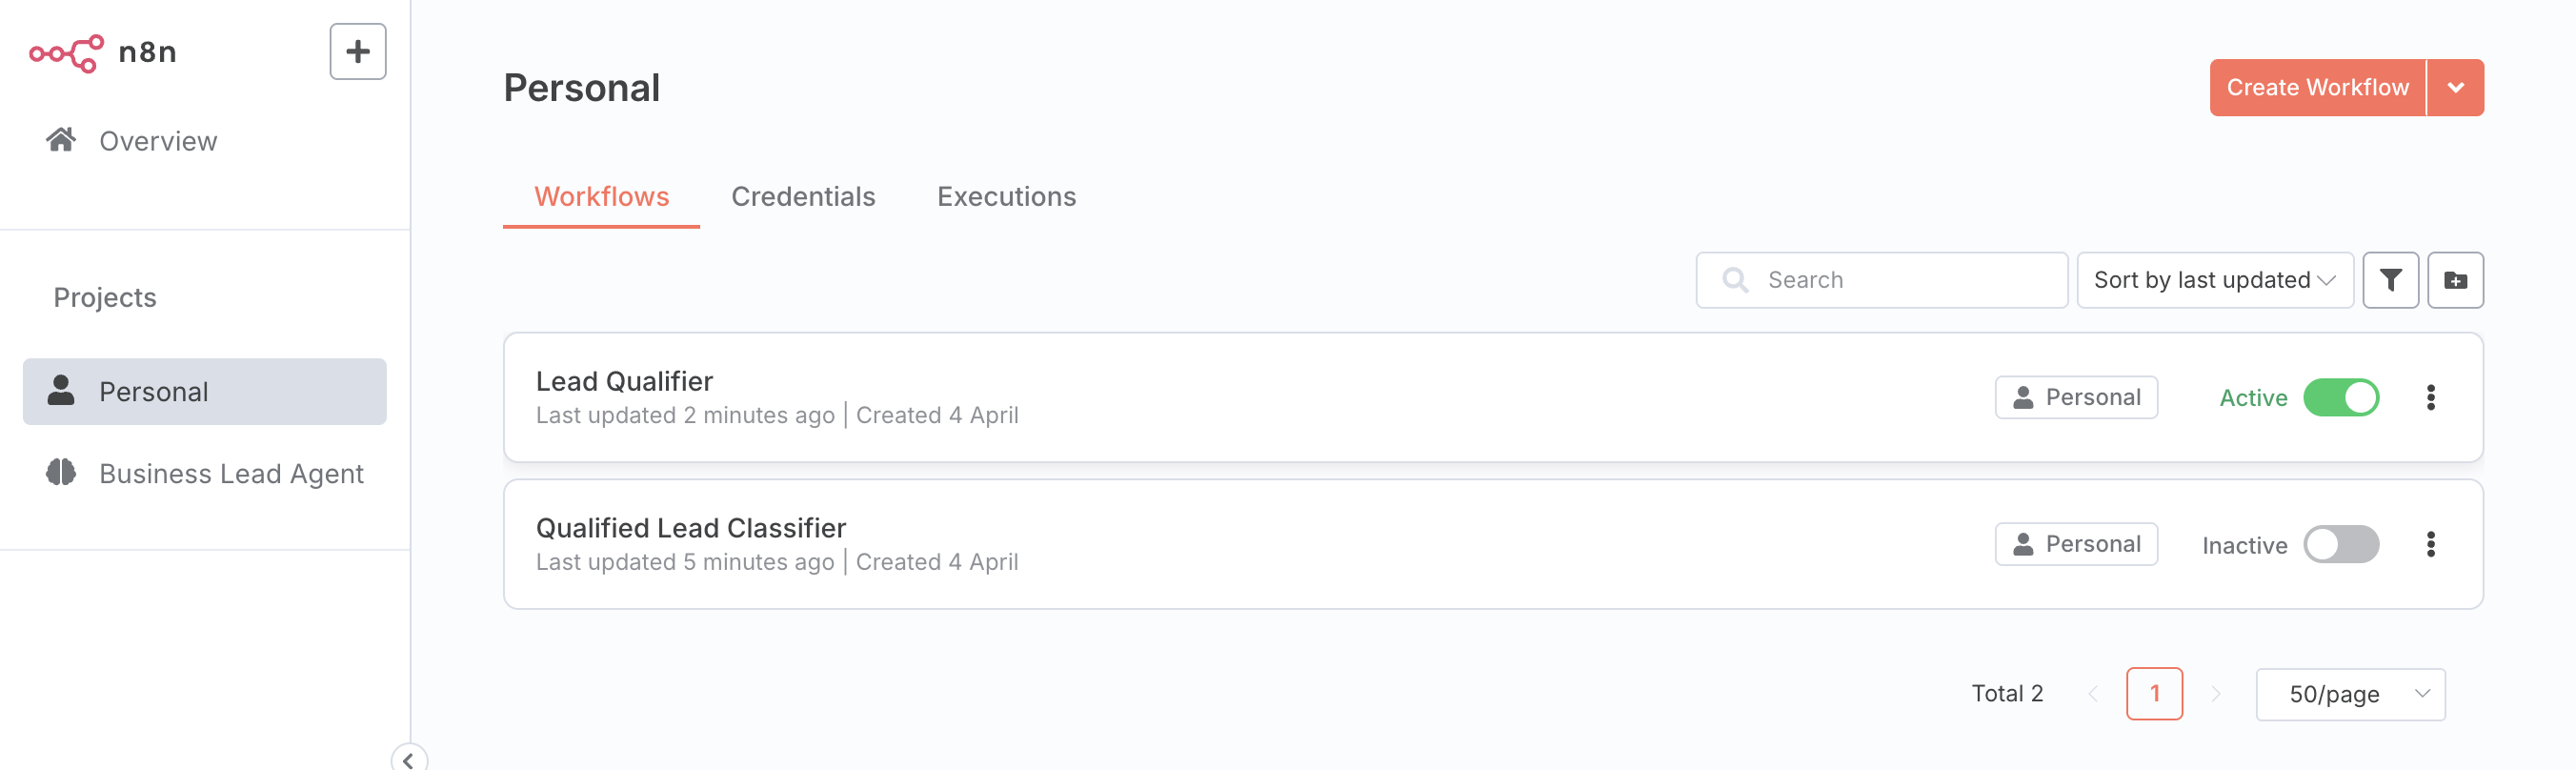 n8n
Overview
Projects
Personal
Business Lead Agent
Personal
Create Workflow
Workflows Credentials Executions
Search
Sort by last updated
Lead Qualifier
Last updated 2 minutes ago | Created 4 April
Personal
Active
Qualified Lead Classifier
Last updated 5 minutes ago | Created 4 April
Personal
Inactive
Total 2
1
50/page